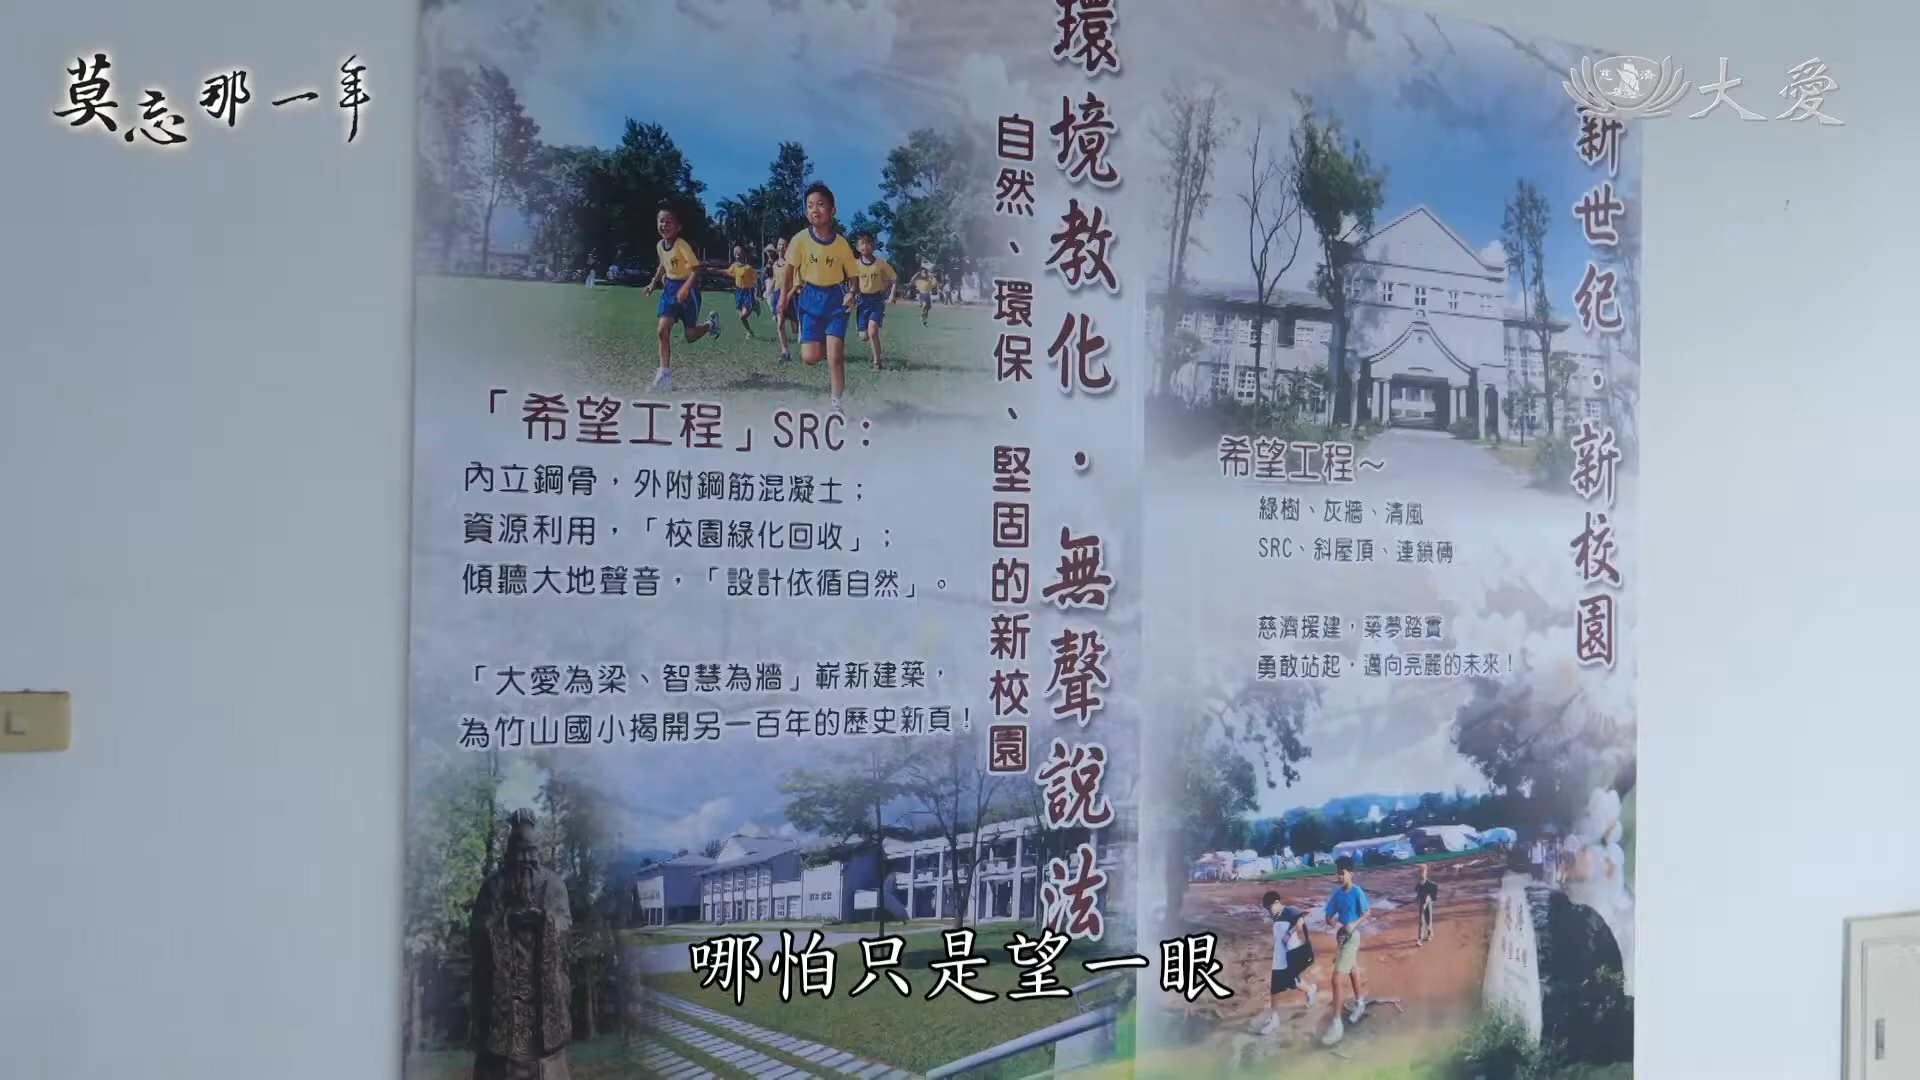 莫忘那一年
慈濟
大愛
新世紀·新校園
希望工程~
綠樹、灰牆、清風
SRC、斜屋頂、連鎖磚
慈濟援建，築夢踏實
勇敢站起，邁向亮麗的未來！
環境教化·無聲說法
自然、環保、堅固的新校園
「希望工程」SRC：
內立鋼骨，外附鋼筋混凝土；
資源利用，「校園綠化回收」；
傾聽大地聲音，「設計依循自然」。
「大愛為梁、智慧為牆」嶄新建築，
為竹山國小揭開另一百年的歷史新頁！
哪怕只是望一眼